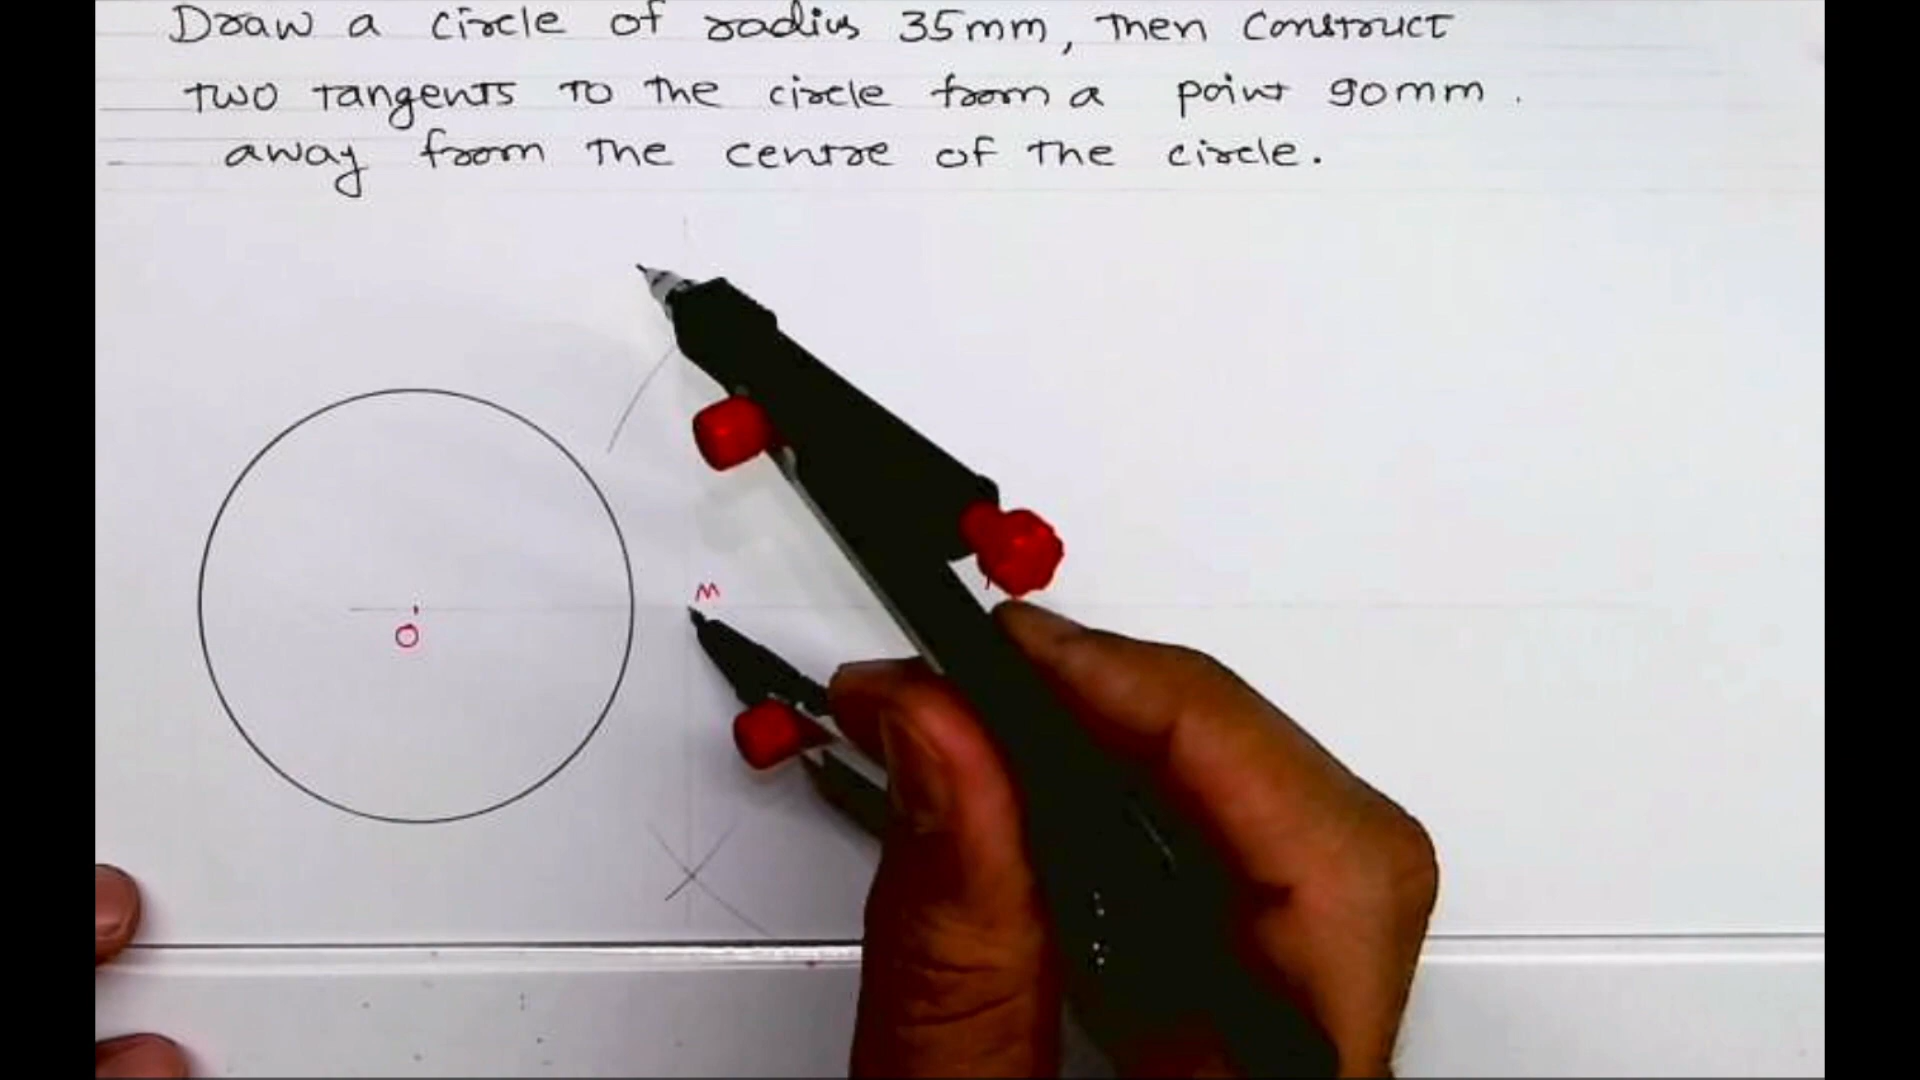 Draw a circle of radius 35mm, Then Construct
Two Tangents To The circle from a point 90mm.
away from The centre of The circle.
M
O